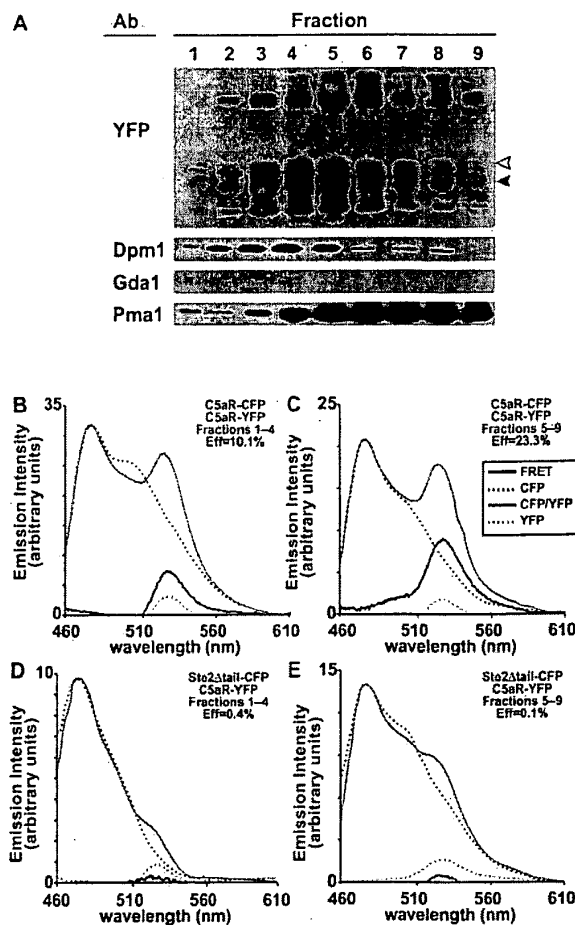 A
Ab
Fraction
1 2 3 4 5 6 7 8 9
YFP
Dpm1
Gda1
Pma1
B
35
C5aR-CFP
C5aR-YFP
Fractions 1–4
Eff=10.1%
Emission Intensity
(arbitrary units)
0
460 510 560 610
wavelength (nm)
C
25
C5aR-CFP
C5aR-YFP
Fractions 5–9
Eff=23.3%
FRET
CFP
CFP/YFP
YFP
Emission Intensity
(arbitrary units)
0
460 510 560 610
wavelength (nm)
D
10
Ste2Δtail-CFP
C5aR-YFP
Fractions 1–4
Eff=0.4%
Emission Intensity
(arbitrary units)
0
460 510 560 610
wavelength (nm)
E
15
Ste2Δtail-CFP
C5aR-YFP
Fractions 5–9
Eff=0.1%
Emission Intensity
(arbitrary units)
0
460 510 560 610
wavelength (nm)